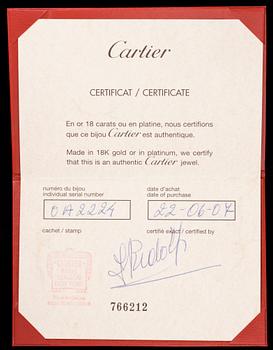 Cartier
CERTIFICAT / CERTIFICATE
En or 18 carats ou en platine, nous certifions
que ce bijou Cartier est authentique.
Made in 18K gold or in platinum, we certify
that this is an authentic Cartier jewel.
numéro du bijou
individual serial number
date d'achat
date of purchase
OA2224
22-06-07
cachet / stamp
certifié exact / certified by
766212